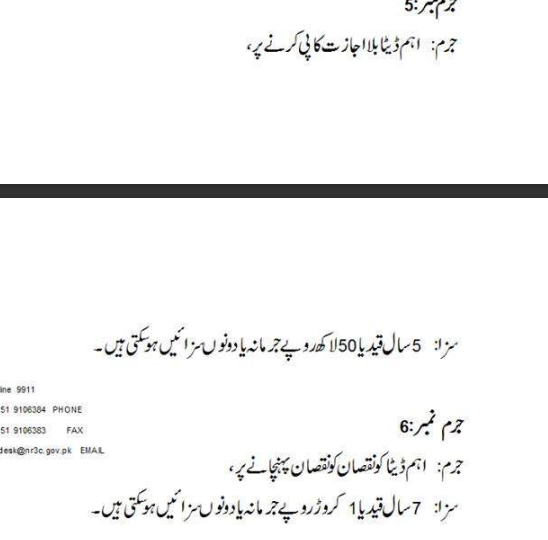 جرم نمبر:5
جرم: اہم ڈیٹا بلا اجازت کاپی کرنے پر،
سزا: 5 سال قید یا 50 لاکھ روپے جرمانہ یا دونوں سزائیں ہوسکتی ہیں۔
line 9911
51 9106384 PHONE
51 9106383 FAX
desk@nr3c.gov.pk EMAIL
جرم نمبر:6
جرم: اہم ڈیٹا کو نقصان کو نقصان پہنچانے پر،
سزا: 7 سال قید یا 1 کروڑ روپے جرمانہ یا دونوں سزائیں ہوسکتی ہیں۔